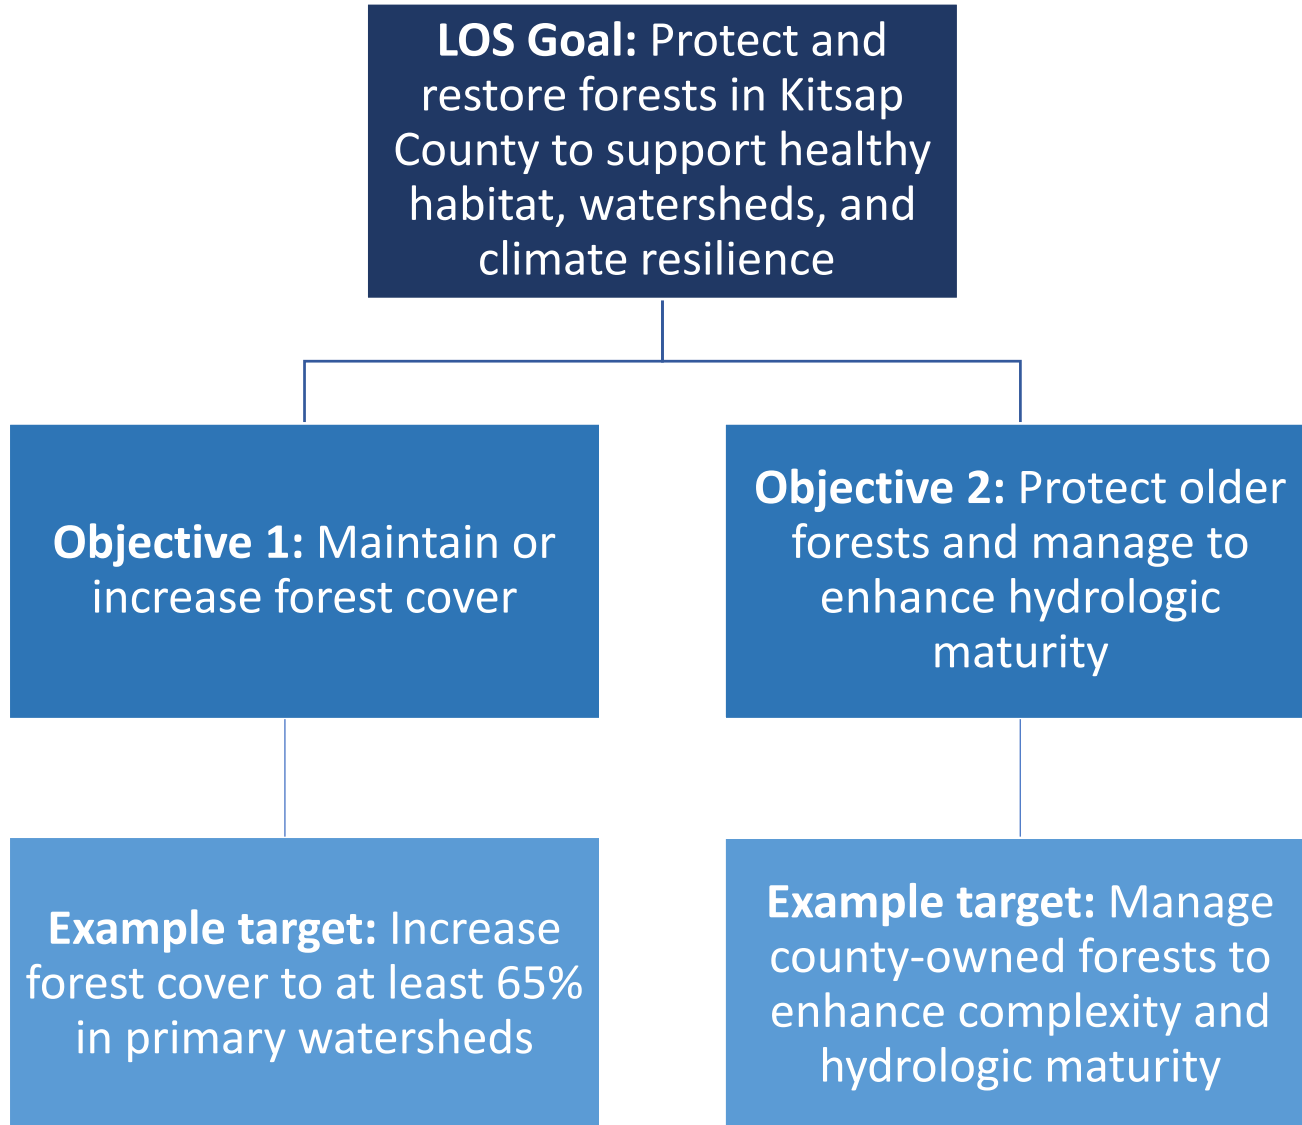 LOS Goal: Protect and
restore forests in Kitsap
County to support healthy
habitat, watersheds, and
climate resilience
Objective 1: Maintain or
increase forest cover
Objective 2: Protect older
forests and manage to
enhance hydrologic
maturity
Example target: Increase
forest cover to at least 65%
in primary watersheds
Example target: Manage
county-owned forests to
enhance complexity and
hydrologic maturity